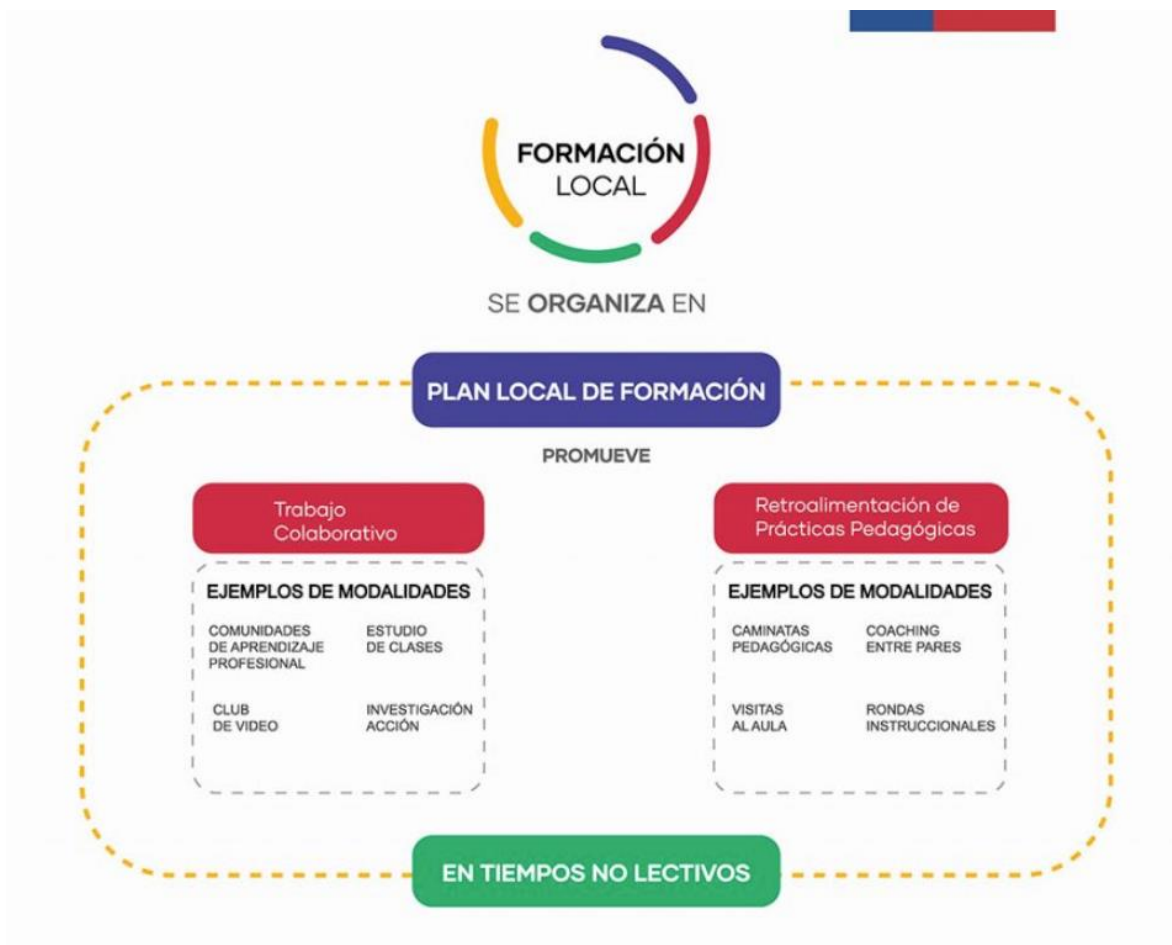 FORMACIÓN
LOCAL
SE ORGANIZA EN
PLAN LOCAL DE FORMACIÓN
PROMUEVE
Trabajo
Colaborativo
EJEMPLOS DE MODALIDADES
COMUNIDADES
DE APRENDIZAJE
PROFESIONAL
ESTUDIO
DE CLASES
CLUB
DE VIDEO
INVESTIGACIÓN
ACCIÓN
Retroalimentación de
Prácticas Pedagógicas
EJEMPLOS DE MODALIDADES
CAMINATAS
PEDAGÓGICAS
COACHING
ENTRE PARES
VISITAS
AL AULA
RONDAS
INSTRUCCIONALES
EN TIEMPOS NO LECTIVOS